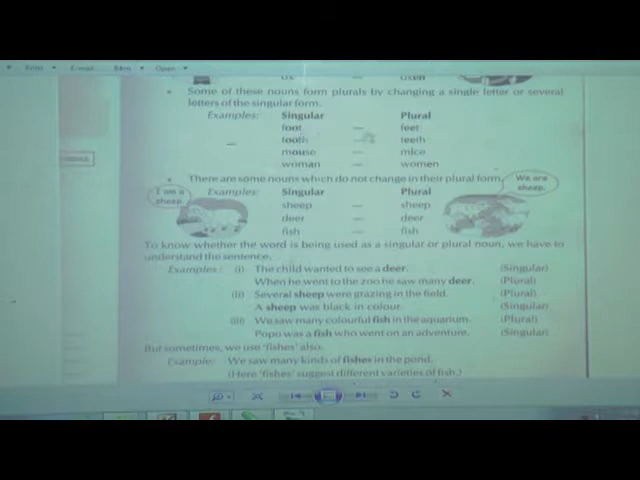 Print E-mail Burn Open
ox — oxen
• Some of these nouns form plurals by changing a single letter or several
letters of the singular form.
Examples: Singular Plural
foot — feet
tooth — teeth
mouse — mice
woman — women
• There are some nouns which do not change in their plural form.
I am a sheep.
We are sheep.
Examples: Singular Plural
sheep — sheep
deer — deer
fish — fish
To know whether the word is being used as a singular or plural noun, we have to
understand the sentence.
Examples: (i) The child wanted to see a deer. (Singular)
When he went to the zoo he saw many deer. (Plural)
(ii) Several sheep were grazing in the field. (Plural)
A sheep was black in colour. (Singular)
(iii) We saw many colourful fish in the aquarium. (Plural)
Popo was a fish who went on an adventure. (Singular)
But sometimes, we use 'fishes' also.
Example: We saw many kinds of fishes in the pond.
(Here 'fishes' suggest different varieties of fish.)